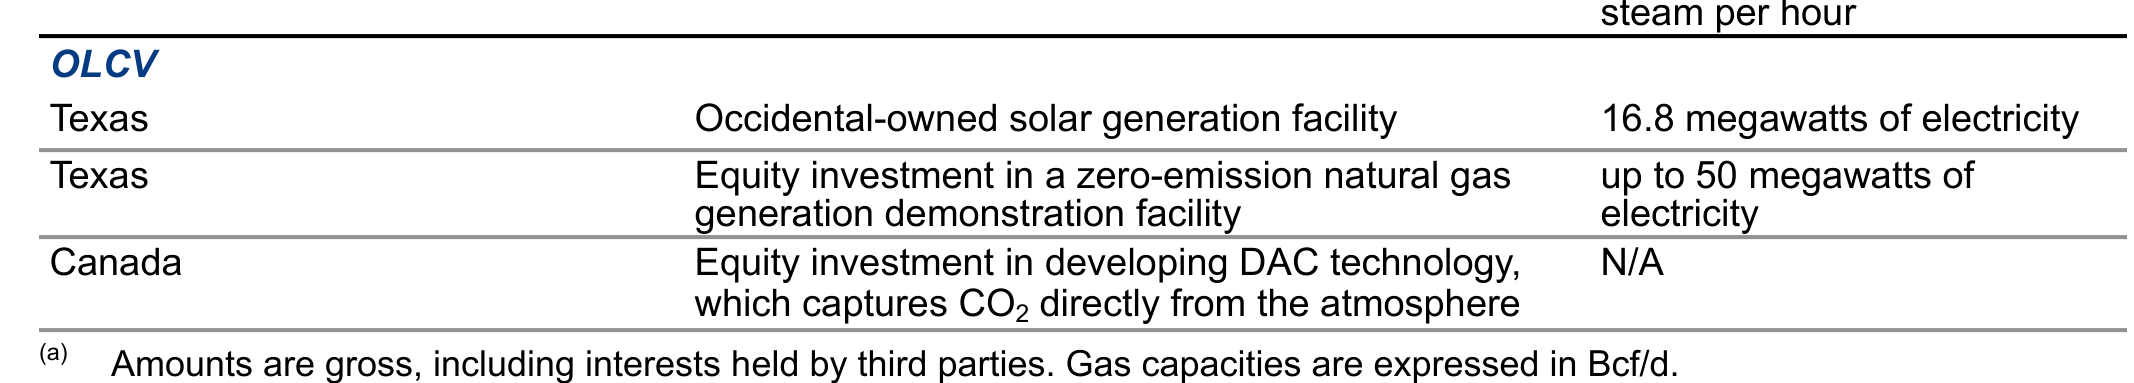 steam per hour
OLCV
Texas Occidental-owned solar generation facility 16.8 megawatts of electricity
Texas Equity investment in a zero-emission natural gas up to 50 megawatts of
generation demonstration facility electricity
Canada Equity investment in developing DAC technology, N/A
which captures CO₂ directly from the atmosphere
(a) Amounts are gross, including interests held by third parties. Gas capacities are expressed in Bcf/d.